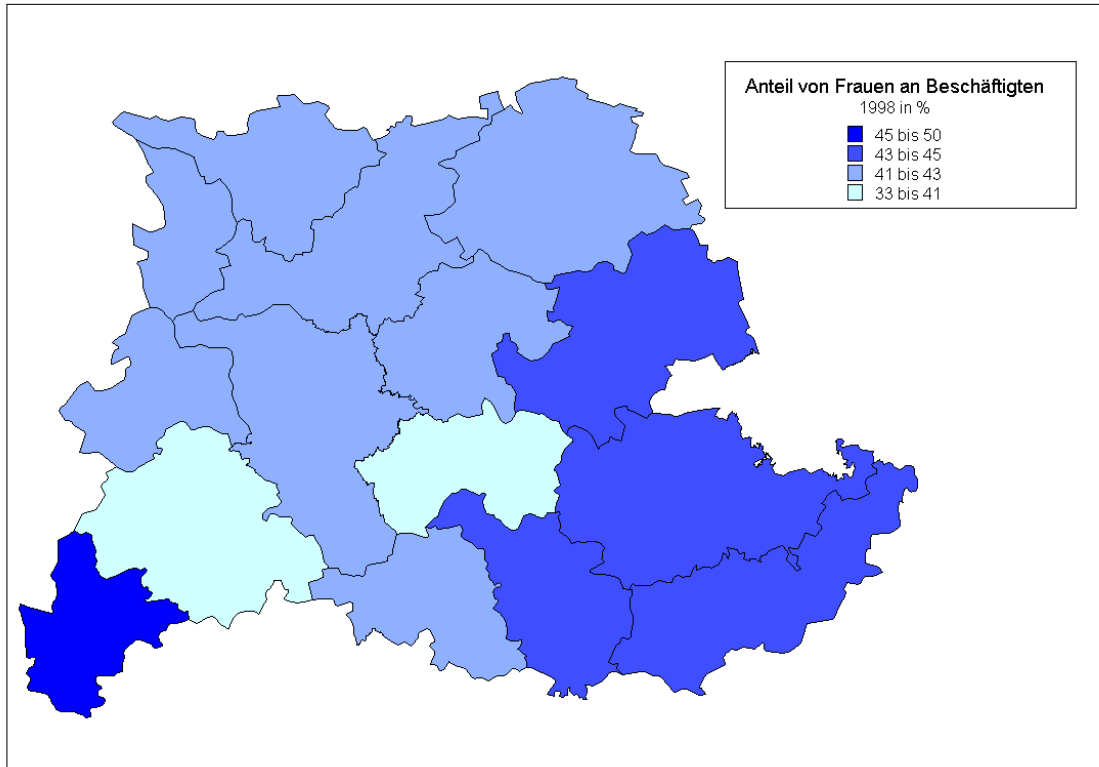 Anteil von Frauen an Beschäftigten
1998 in %
45 bis 50
43 bis 45
41 bis 43
33 bis 41